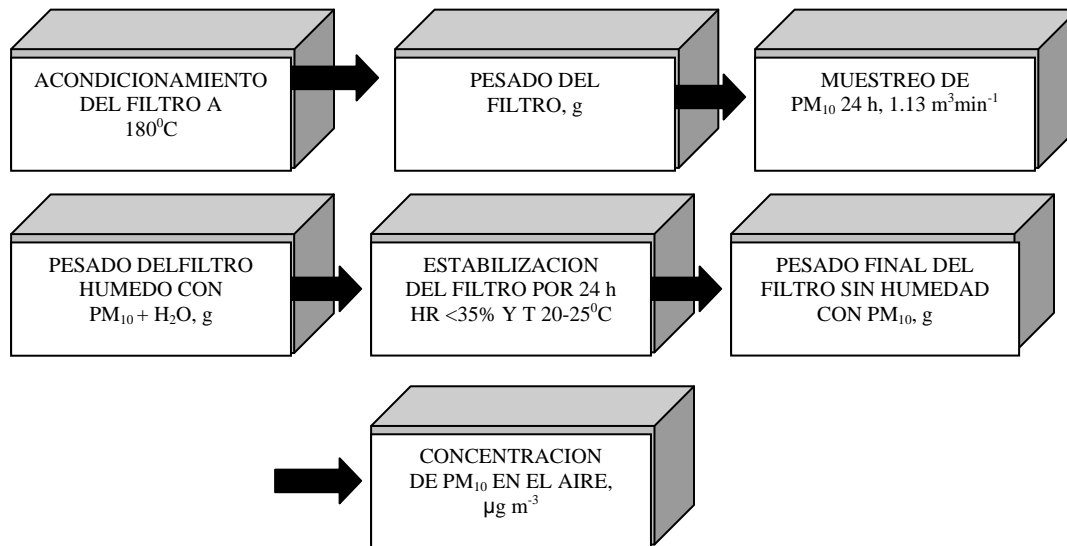 ACONDICIONAMIENTO
DEL FILTRO A
180⁰C
PESADO DEL
FILTRO, g
MUESTREO DE
PM₁₀ 24 h, 1.13 m³min⁻¹
PESADO DELFILTRO
HUMEDO CON
PM₁₀ + H₂O, g
ESTABILIZACION
DEL FILTRO POR 24 h
HR <35% Y T 20-25⁰C
PESADO FINAL DEL
FILTRO SIN HUMEDAD
CON PM₁₀, g
CONCENTRACION
DE PM₁₀ EN EL AIRE,
µg m⁻³